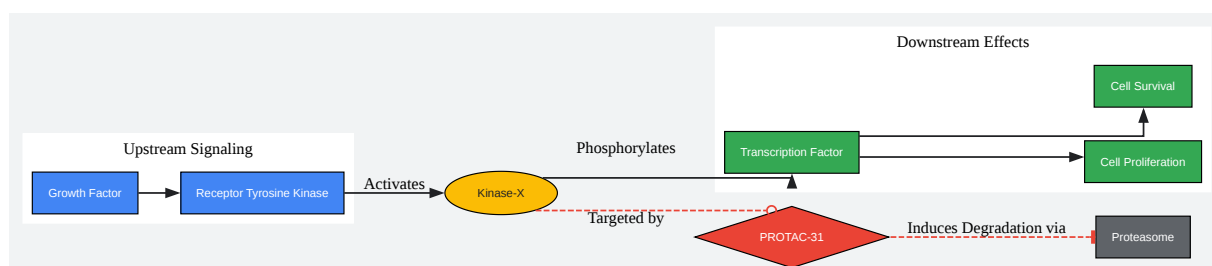 Downstream Effects
Cell Survival
Upstream Signaling
Phosphorylates
Transcription Factor
Cell Proliferation
Growth Factor
Receptor Tyrosine Kinase
Activates
Kinase-X
Targeted by
PROTAC-31
Induces Degradation via
Proteasome